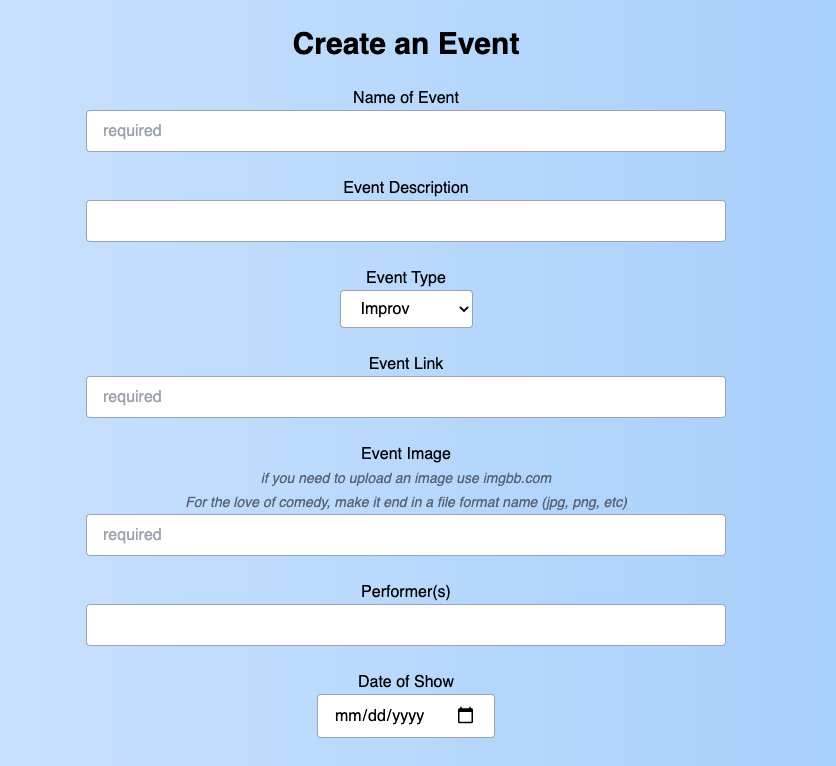 Create an Event
Name of Event
required
Event Description
Event Type
Improv
Event Link
required
Event Image
if you need to upload an image use imgbb.com
For the love of comedy, make it end in a file format name (jpg, png, etc)
required
Performer(s)
Date of Show
mm/dd/yyyy